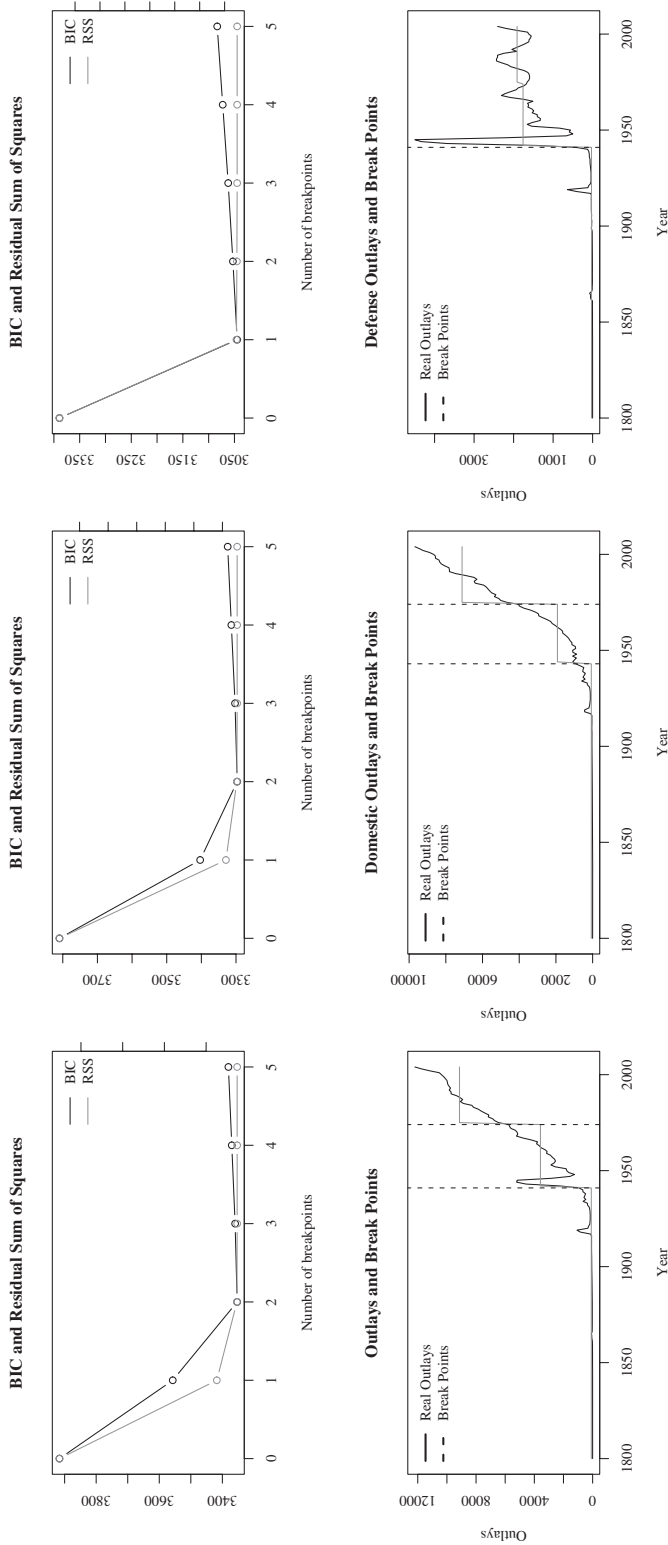 BIC and Residual Sum of Squares
BIC
RSS
3800
3600
3400
0 1 2 3 4 5
Number of breakpoints
BIC and Residual Sum of Squares
BIC
RSS
3700
3500
3300
0 1 2 3 4 5
Number of breakpoints
BIC and Residual Sum of Squares
BIC
RSS
3350
3250
3150
3050
0 1 2 3 4 5
Number of breakpoints
Outlays and Break Points
Real Outlays
Break Points
Outlays
12000
8000
4000
0
1800 1850 1900 1950 2000
Year
Domestic Outlays and Break Points
Real Outlays
Break Points
Outlays
10000
6000
2000
0
1800 1850 1900 1950 2000
Year
Defense Outlays and Break Points
Real Outlays
Break Points
Outlays
3000
1000
0
1800 1850 1900 1950 2000
Year